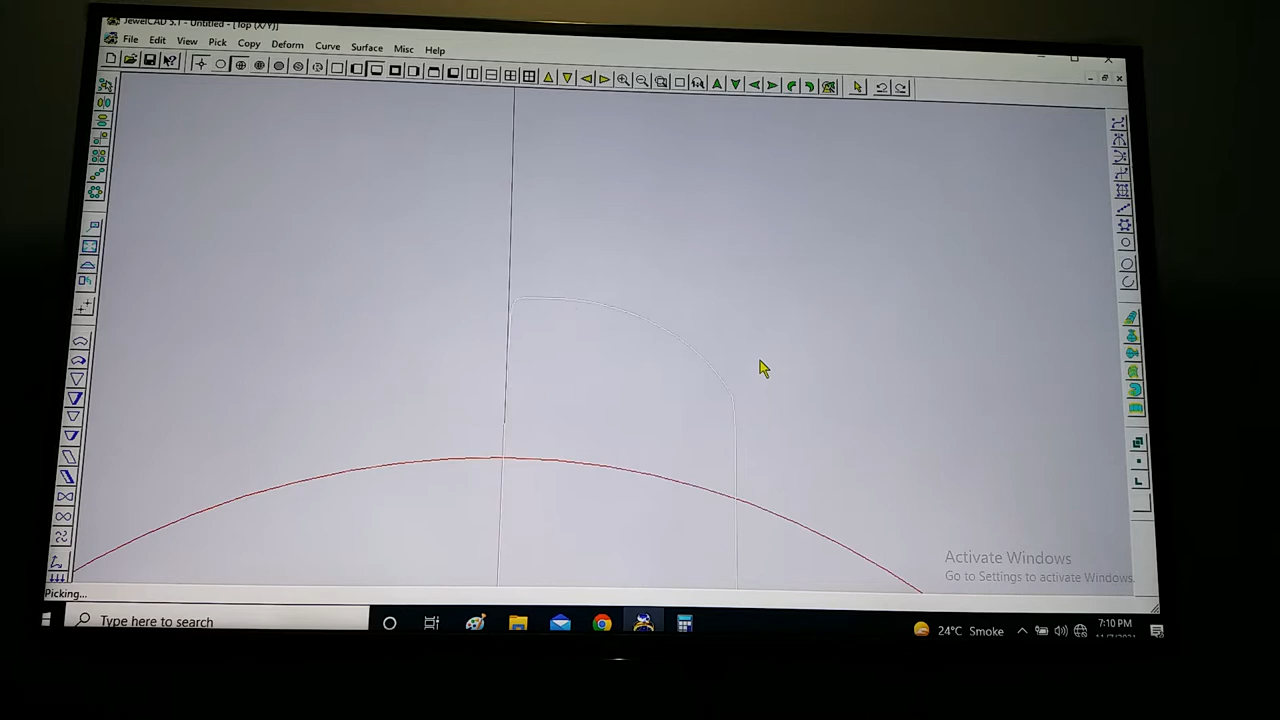 JewelCAD 5.1 - Untitled - [Top (X/Y)]
File Edit View Pick Copy Deform Curve Surface Misc Help
Activate Windows
Go to Settings to activate Windows.
Picking...
Type here to search
24°C Smoke
7:10 PM